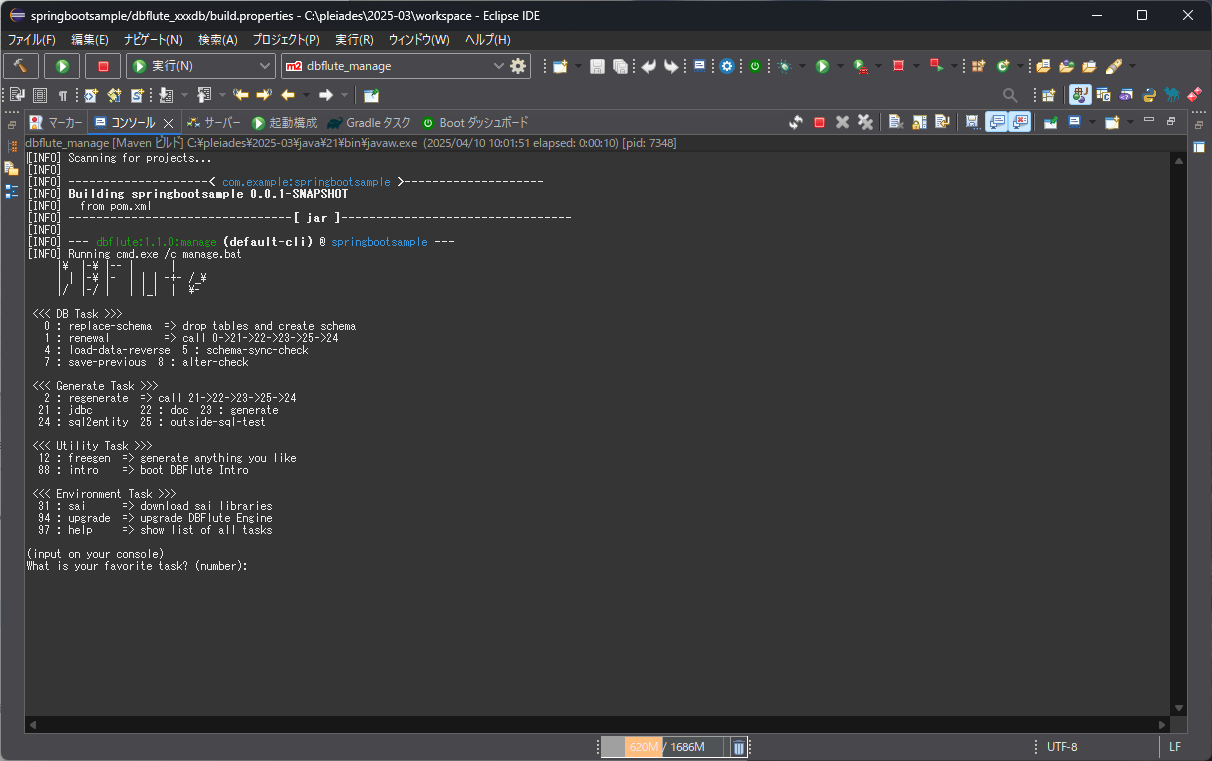 springbootsample/dbflute_xxxdb/build.properties - C:\pleiades\2025-03\workspace - Eclipse IDE
ファイル(F) 編集(E) ナビゲート(N) 検索(A) プロジェクト(P) 実行(R) ウィンドウ(W) ヘルプ(H)
実行(N) m2 dbflute_manage
マーカー コンソール サーバー 起動構成 Gradle タスク Boot ダッシュボード
dbflute_manage [Maven ビルド] C:¥pleiades¥2025-03¥java¥21¥bin¥javaw.exe (2025/04/10 10:01:51 elapsed: 0:00:10) [pid: 7348]
[INFO] Scanning for projects...
[INFO]
[INFO] --------------------< com.example:springbootsample >--------------------
[INFO] Building springbootsample 0.0.1-SNAPSHOT
[INFO]   from pom.xml
[INFO] --------------------------------[ jar ]---------------------------------
[INFO]
[INFO] --- dbflute:1.1.0:manage (default-cli) @ springbootsample ---
[INFO] Running cmd.exe /c manage.bat
     |¥  |-¥ |-- |      |
     | | |-¥ |-  | | | -+- /_¥
     |/  |-/ |   | |_|  |  ¥-
<<< DB Task >>>
0 : replace-schema  => drop tables and create schema
1 : renewal         => call 0->21->22->23->25->24
4 : load-data-reverse  5 : schema-sync-check
7 : save-previous  8 : alter-check
<<< Generate Task >>>
2 : regenerate  => call 21->22->23->25->24
21 : jdbc        22 : doc  23 : generate
24 : sql2entity  25 : outside-sql-test
<<< Utility Task >>>
12 : freegen  => generate anything you like
88 : intro    => boot DBFlute Intro
<<< Environment Task >>>
31 : sai      => download sai libraries
94 : upgrade  => upgrade DBFlute Engine
97 : help     => show list of all tasks
(input on your console)
What is your favorite task? (number):
620M / 1686M UTF-8 LF